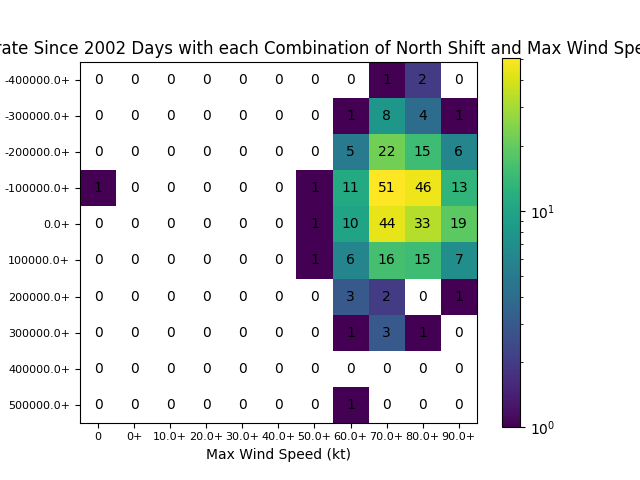 rate Since 2002 Days with each Combination of North Shift and Max Wind Spe
-400000.0+ 0 0 0 0 0 0 0 0 1 2 0
-300000.0+ 0 0 0 0 0 0 0 1 8 4 1
-200000.0+ 0 0 0 0 0 0 0 5 22 15 6
-100000.0+ 1 0 0 0 0 0 1 11 51 46 13
0.0+ 0 0 0 0 0 0 1 10 44 33 19
100000.0+ 0 0 0 0 0 0 1 6 16 15 7
200000.0+ 0 0 0 0 0 0 0 3 2 0 1
300000.0+ 0 0 0 0 0 0 0 1 3 1 0
400000.0+ 0 0 0 0 0 0 0 0 0 0 0
500000.0+ 0 0 0 0 0 0 0 1 0 0 0
0 0+ 10.0+ 20.0+ 30.0+ 40.0+ 50.0+ 60.0+ 70.0+ 80.0+ 90.0+
Max Wind Speed (kt)
10¹
10⁰